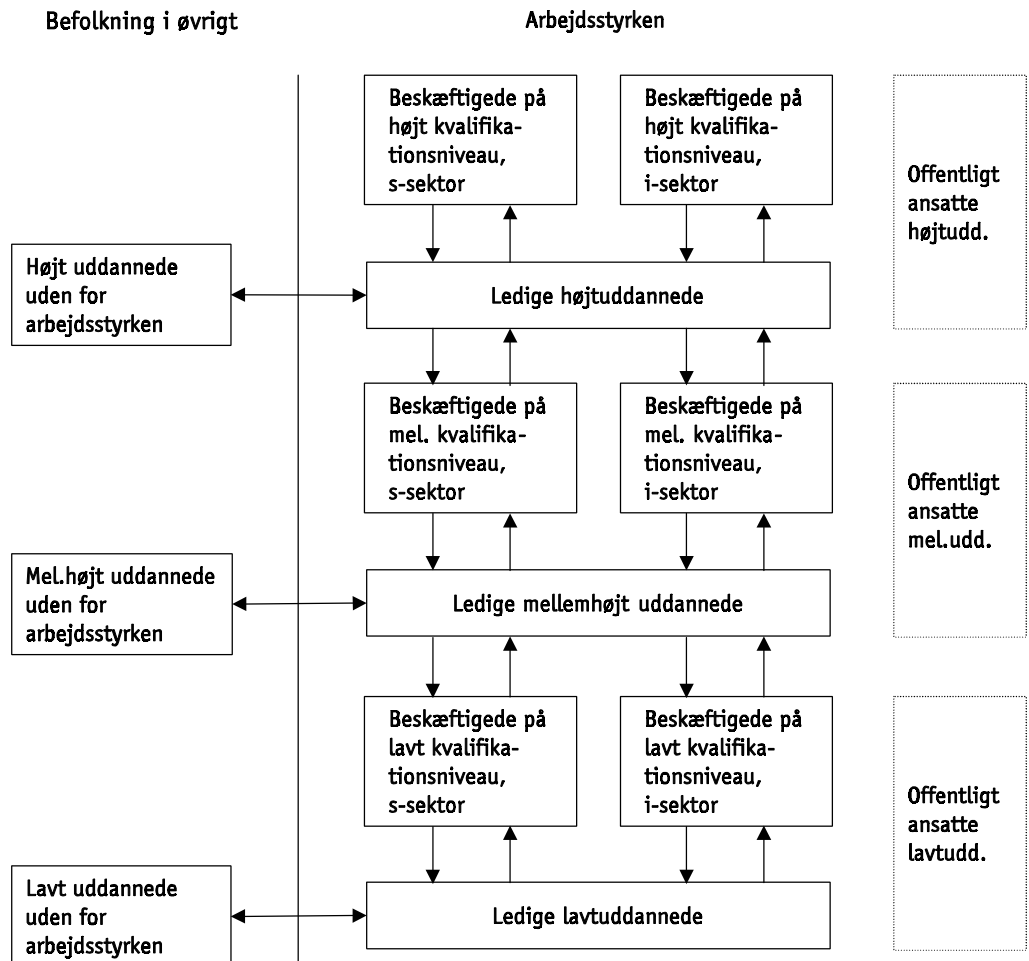 Befolkning i øvrigt
Arbejdsstyrken
Beskæftigede på
højt kvalifika-
tionsniveau,
s-sektor
Beskæftigede på
højt kvalifika-
tionsniveau,
i-sektor
Offentligt
ansatte
højtudd.
Højt uddannede
uden for
arbejdsstyrken
Ledige højtuddannede
Beskæftigede på
mel. kvalifika-
tionsniveau,
s-sektor
Beskæftigede på
mel. kvalifika-
tionsniveau,
i-sektor
Offentligt
ansatte
mel.udd.
Mel.højt uddannede
uden for
arbejdsstyrken
Ledige mellemhøjt uddannede
Beskæftigede på
lavt kvalifika-
tionsniveau,
s-sektor
Beskæftigede på
lavt kvalifika-
tionsniveau,
i-sektor
Offentligt
ansatte
lavtudd.
Lavt uddannede
uden for
arbejdsstyrken
Ledige lavtuddannede